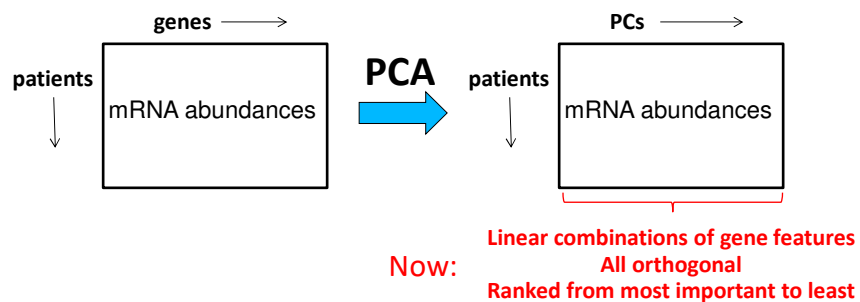 genes
patients
mRNA abundances
PCA
PCs
patients
mRNA abundances
Now:
Linear combinations of gene features
All orthogonal
Ranked from most important to least